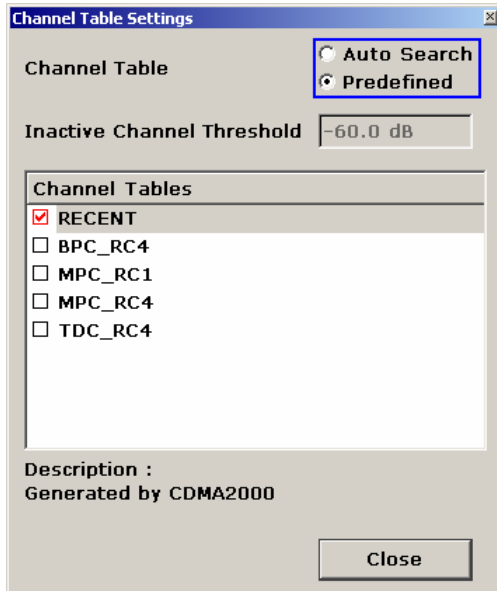 Channel Table Settings
Channel Table
Auto Search
Predefined
Inactive Channel Threshold -60.0 dB
Channel Tables
RECENT
BPC_RC4
MPC_RC1
MPC_RC4
TDC_RC4
Description :
Generated by CDMA2000
Close